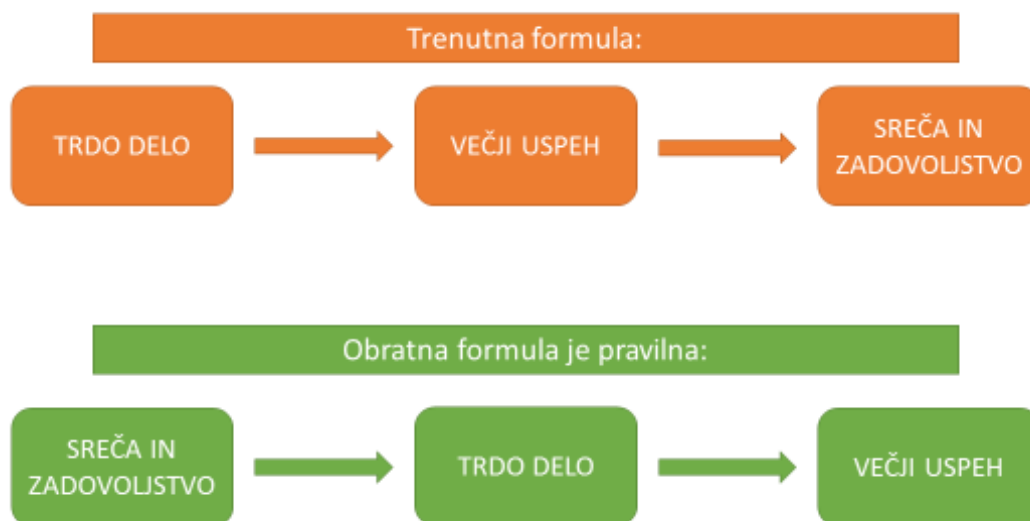 Trenutna formula:
TRDO DELO
VEČJI USPEH
SREČA IN
ZADOVOLJSTVO
Obratna formula je pravilna:
SREČA IN
ZADOVOLJSTVO
TRDO DELO
VEČJI USPEH